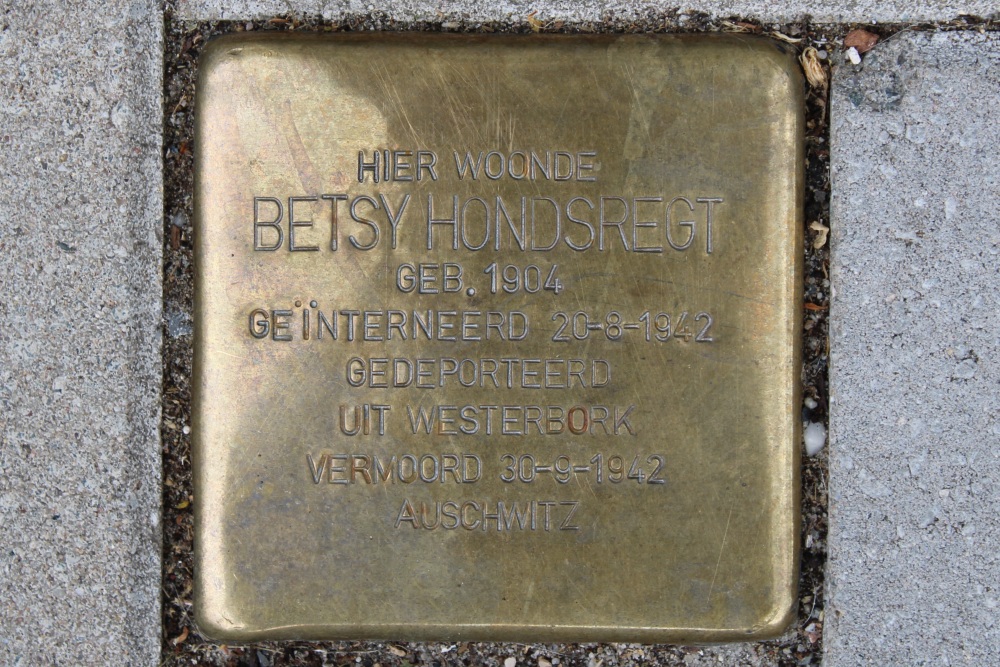 HIER WOONDE
BETSY HONDSREGT
GEB. 1904
GEÏNTERNEERD 20-8-1942
GEDEPORTEERD
UIT WESTERBORK
VERMOORD 30-9-1942
AUSCHWITZ